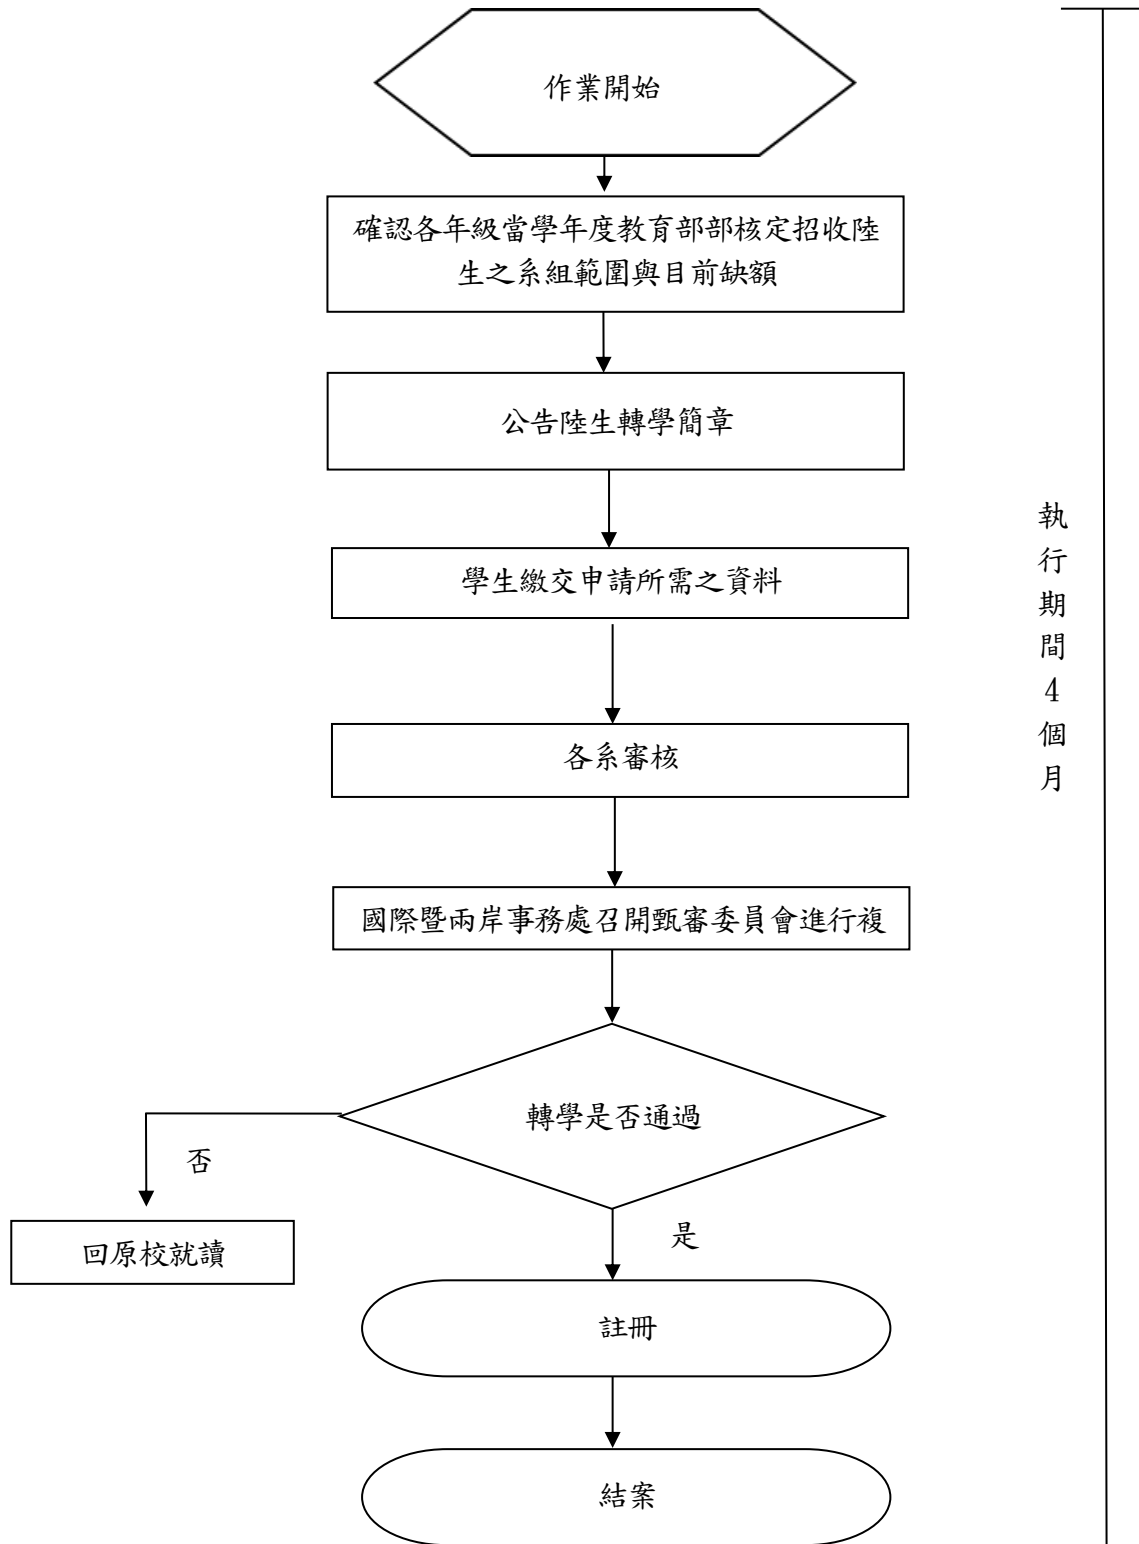 作業開始
確認各年級當學年度教育部部核定招收陸
生之系組範圍與目前缺額
公告陸生轉學簡章
學生繳交申請所需之資料
各系審核
國際暨兩岸事務處召開甄審委員會進行複
轉學是否通過
否
是
回原校就讀
註冊
結案
執行期間4個月